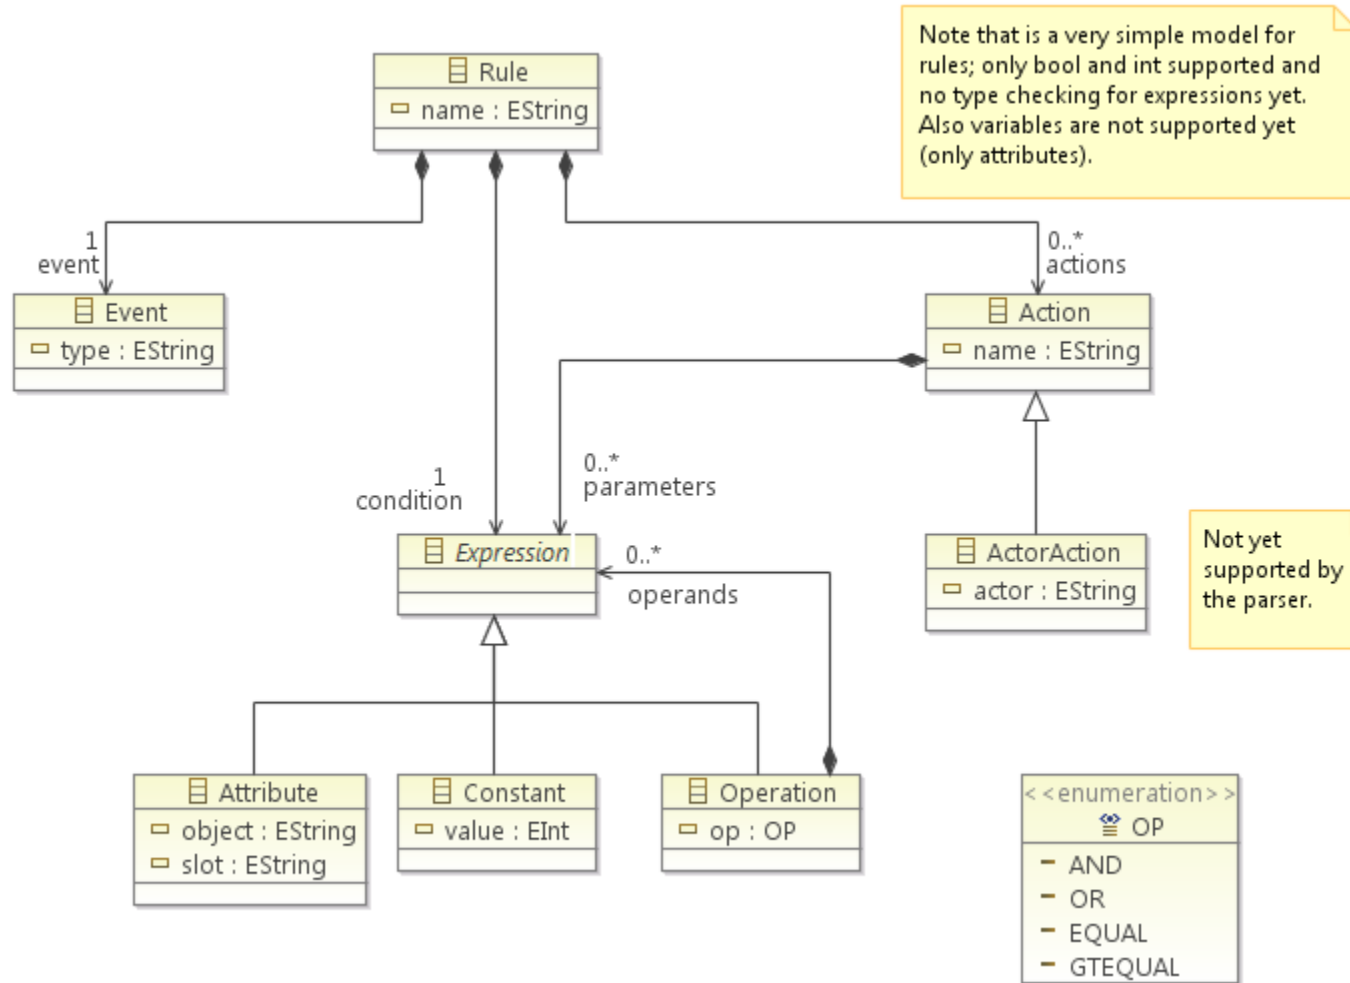 Note that is a very simple model for
rules; only bool and int supported and
no type checking for expressions yet.
Also variables are not supported yet
(only attributes).
Rule
name : EString
1
event
0..*
actions
Event
type : EString
Action
name : EString
1
condition
0..*
parameters
Expression
0..*
operands
ActorAction
actor : EString
Not yet
supported by
the parser.
Attribute
object : EString
slot : EString
Constant
value : EInt
Operation
op : OP
<<enumeration>>
OP
AND
OR
EQUAL
GTEQUAL